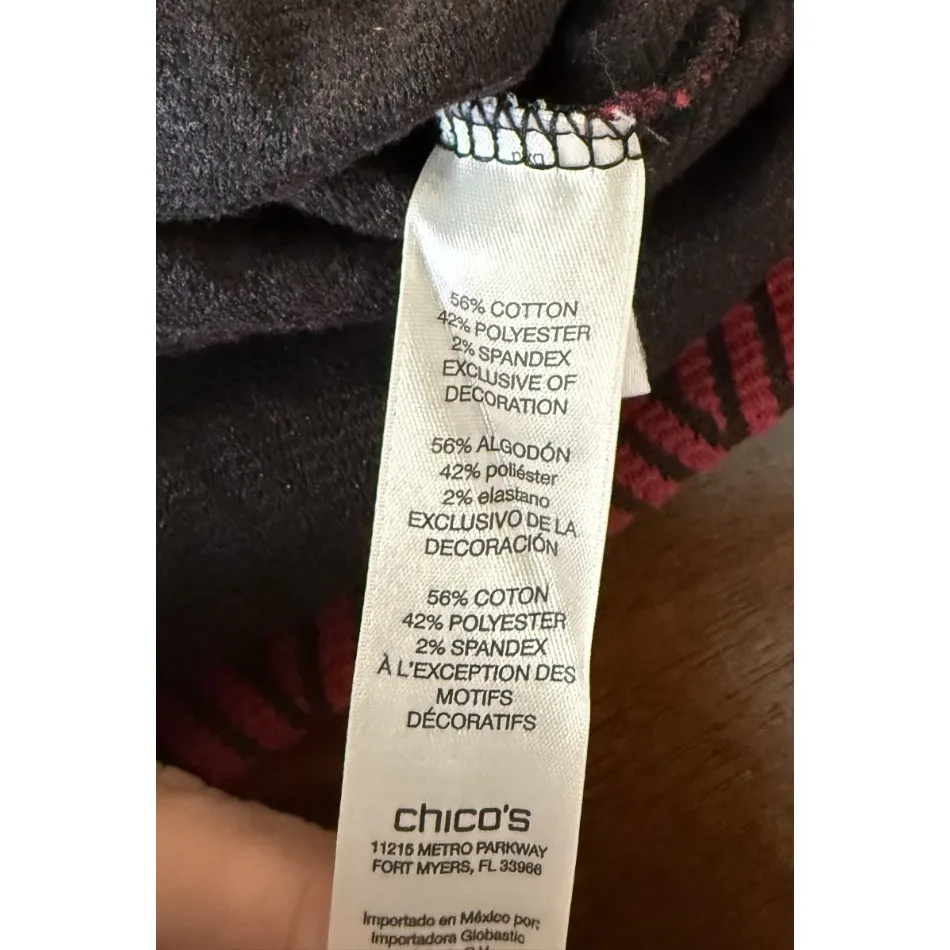 56% COTTON
42% POLYESTER
2% SPANDEX
EXCLUSIVE OF
DECORATION
56% ALGODÓN
42% poliéster
2% elastano
EXCLUSIVO DE LA
DECORACIÓN
56% COTON
42% POLYESTER
2% SPANDEX
À L'EXCEPTION DES
MOTIFS
DÉCORATIFS
chico's
11215 METRO PARKWAY
FORT MYERS, FL 33966
Importado en México por:
Importadora Globastic